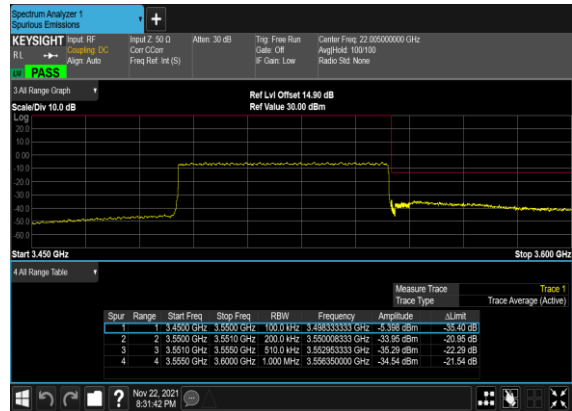 Spectrum Analyzer 1
Spurious Emissions
KEYSIGHT Input: RF Input Z: 50 Ω Atten: 30 dB Trig: Free Run Center Freq: 22.005000000 GHz
RL Coupling: DC Corr CCorr Gate: Off Avg|Hold: 100/100
Align: Auto Freq Ref: Int (S) IF Gain: Low Radio Std: None
PASS
3 All Range Graph
Ref Lvl Offset 14.90 dB
Scale/Div 10.0 dB Ref Value 30.00 dBm
Log
20.0
10.0
0.00
-10.0
-20.0
-30.0
-40.0
-50.0
-60.0
Start 3.450 GHz Stop 3.600 GHz
4 All Range Table
Measure Trace Trace 1
Trace Type Trace Average (Active)
Spur Range Start Freq Stop Freq RBW Frequency Amplitude ΔLimit
1 1 3.4500 GHz 3.5500 GHz 100.0 kHz 3.498333333 GHz -5.398 dBm -35.40 dB
2 2 3.5500 GHz 3.5510 GHz 200.0 kHz 3.550008333 GHz -33.95 dBm -20.95 dB
3 3 3.5510 GHz 3.5550 GHz 510.0 kHz 3.552953333 GHz -35.29 dBm -22.29 dB
4 4 3.5550 GHz 3.6000 GHz 1.000 MHz 3.556350000 GHz -34.54 dBm -21.54 dB
Nov 22, 2021
8:31:42 PM